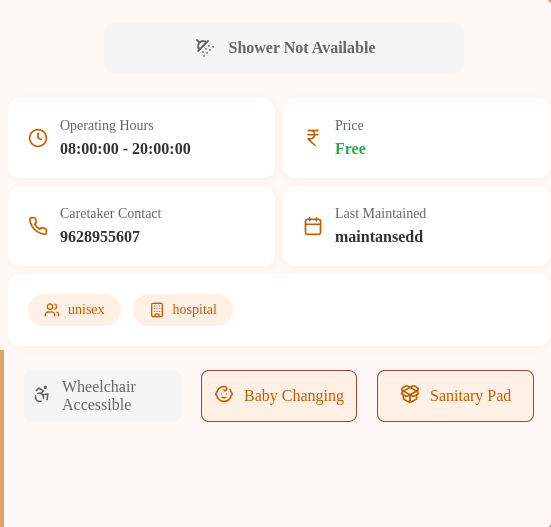 Shower Not Available
Operating Hours
08:00:00 - 20:00:00
Price
Free
Caretaker Contact
9628955607
Last Maintained
maintansedd
unisex
hospital
Wheelchair
Accessible
Baby Changing
Sanitary Pad